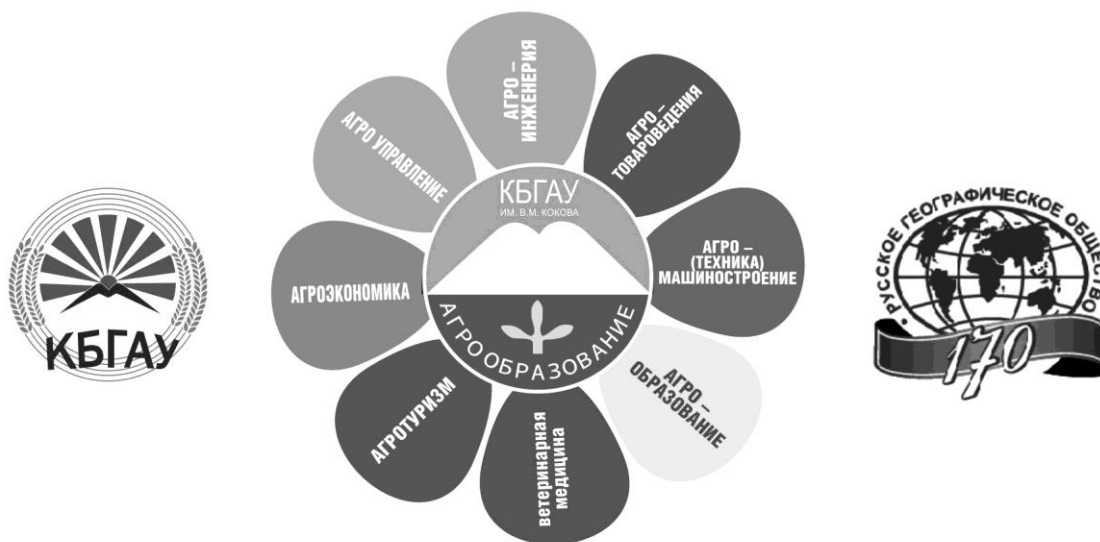 КБГАУ
АГРО –
ИНЖЕНЕРИЯ
АГРО –
ТОВАРОВЕДЕНИЯ
АГРО –
(ТЕХНИКА)
МАШИНОСТРОЕНИЕ
АГРО –
ОБРАЗОВАНИЕ
ветеринарная
медицина
АГРОТУРИЗМ
АГРОЭКОНОМИКА
АГРО УПРАВЛЕНИЕ
КБГАУ
ИМ. В.М. КОКОВА
АГРООБРАЗОВАНИЕ
• РУССКОЕ ГЕОГРАФИЧЕСКОЕ ОБЩЕСТВО
170